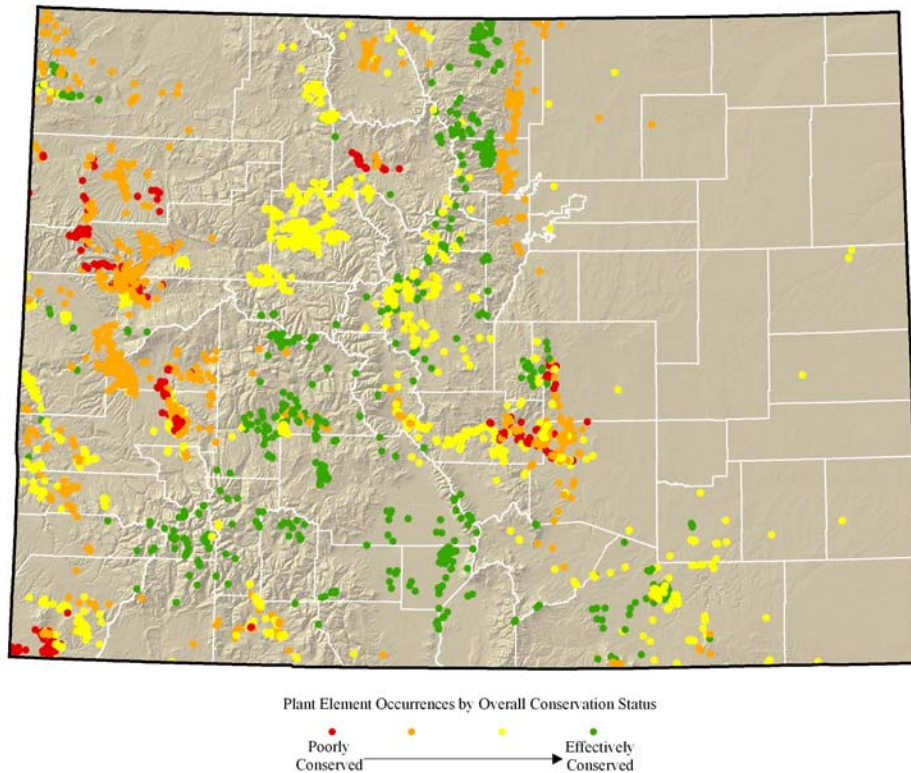 Plant Element Occurrences by Overall Conservation Status
Poorly Effectively
Conserved Conserved